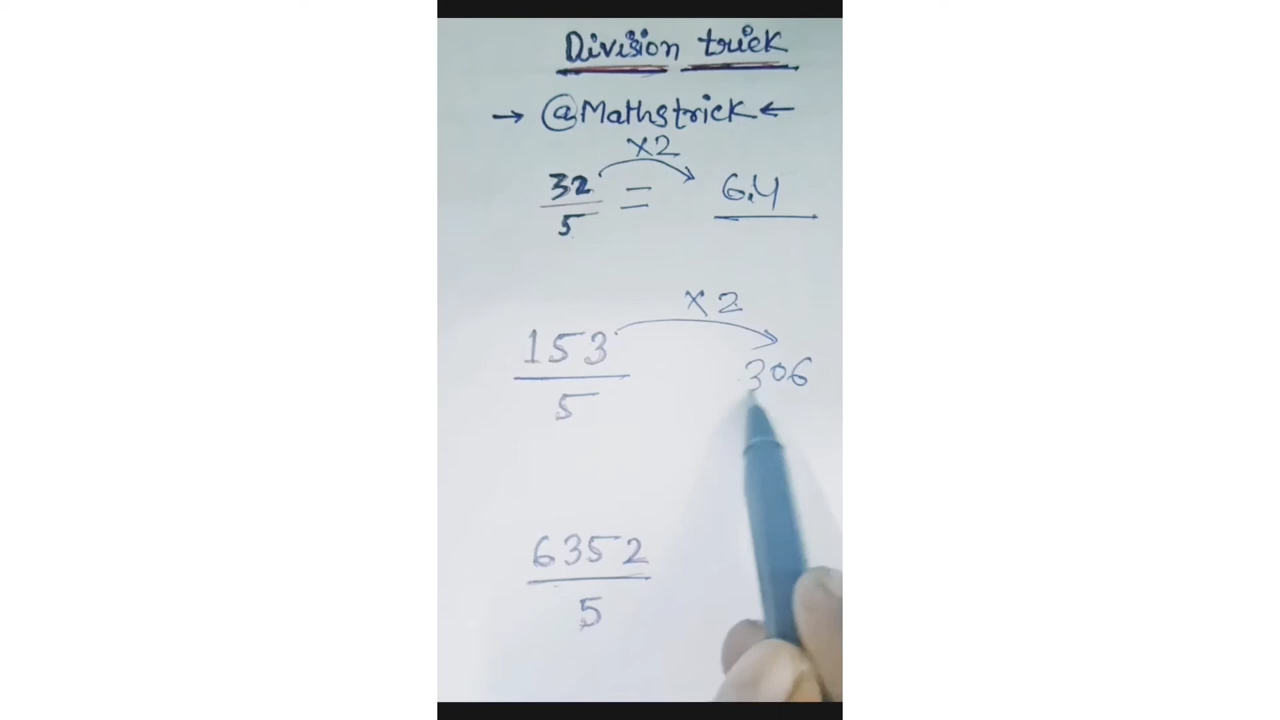 Division trick
→ @Mathstrick ←
×2
32/5 = 6.4
×2
153/5 306
6352/5